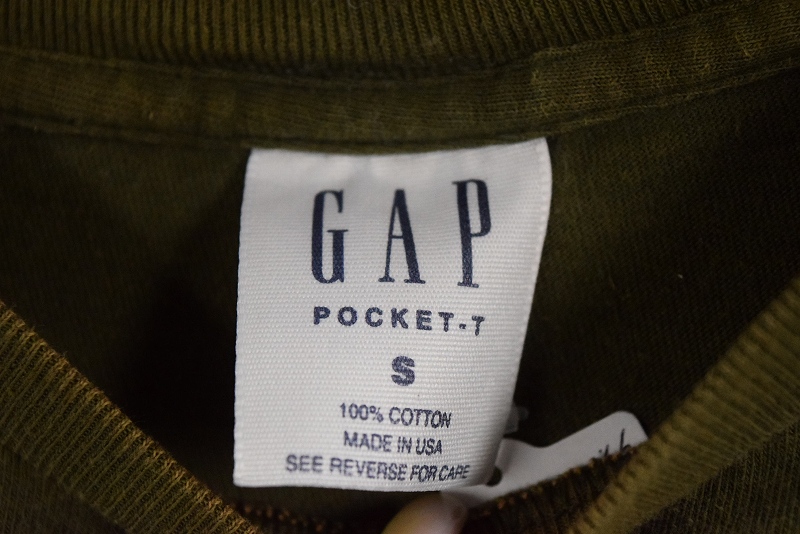 GAP
POCKET-T
S
100% COTTON
MADE IN USA
SEE REVERSE FOR CARE